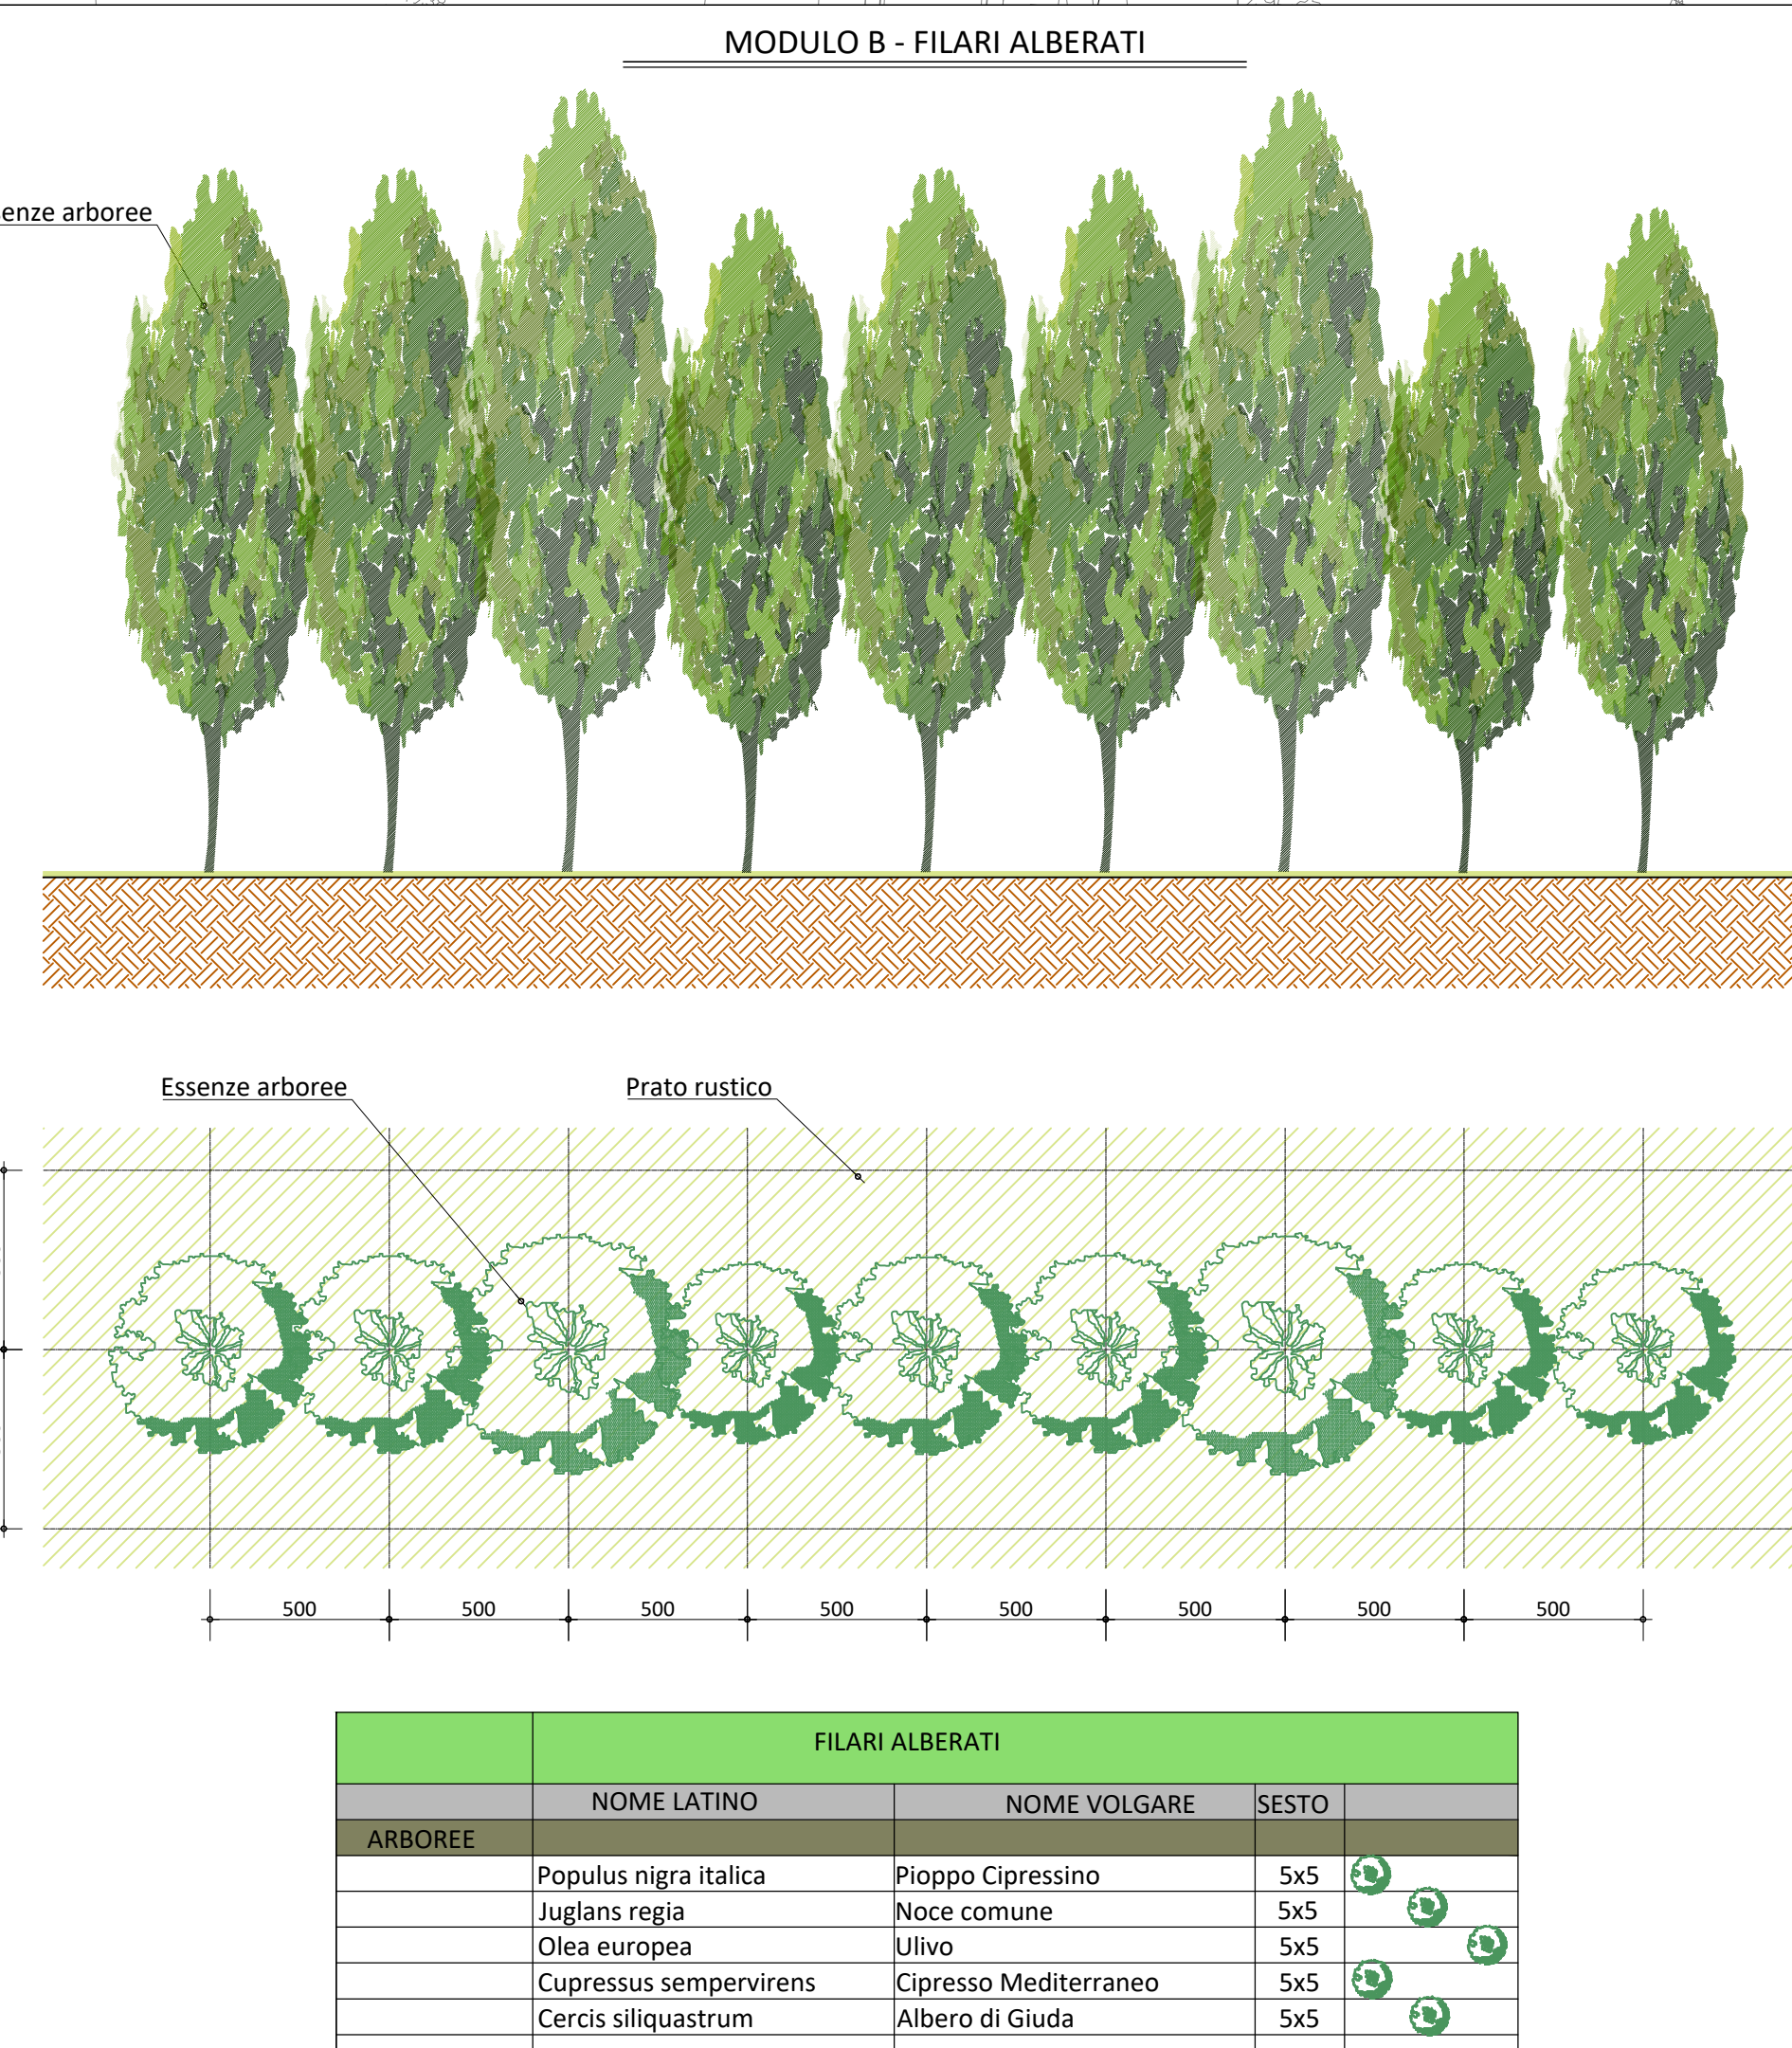 MODULO B - FILARI ALBERATI
enze arboree
Essenze arboree Prato rustico
500 500 500 500 500 500 500 500
FILARI ALBERATI
NOME LATINO NOME VOLGARE SESTO
ARBOREE
Populus nigra italica Pioppo Cipressino 5x5
Juglans regia Noce comune 5x5
Olea europea Ulivo 5x5
Cupressus sempervirens Cipresso Mediterraneo 5x5
Cercis siliquastrum Albero di Giuda 5x5